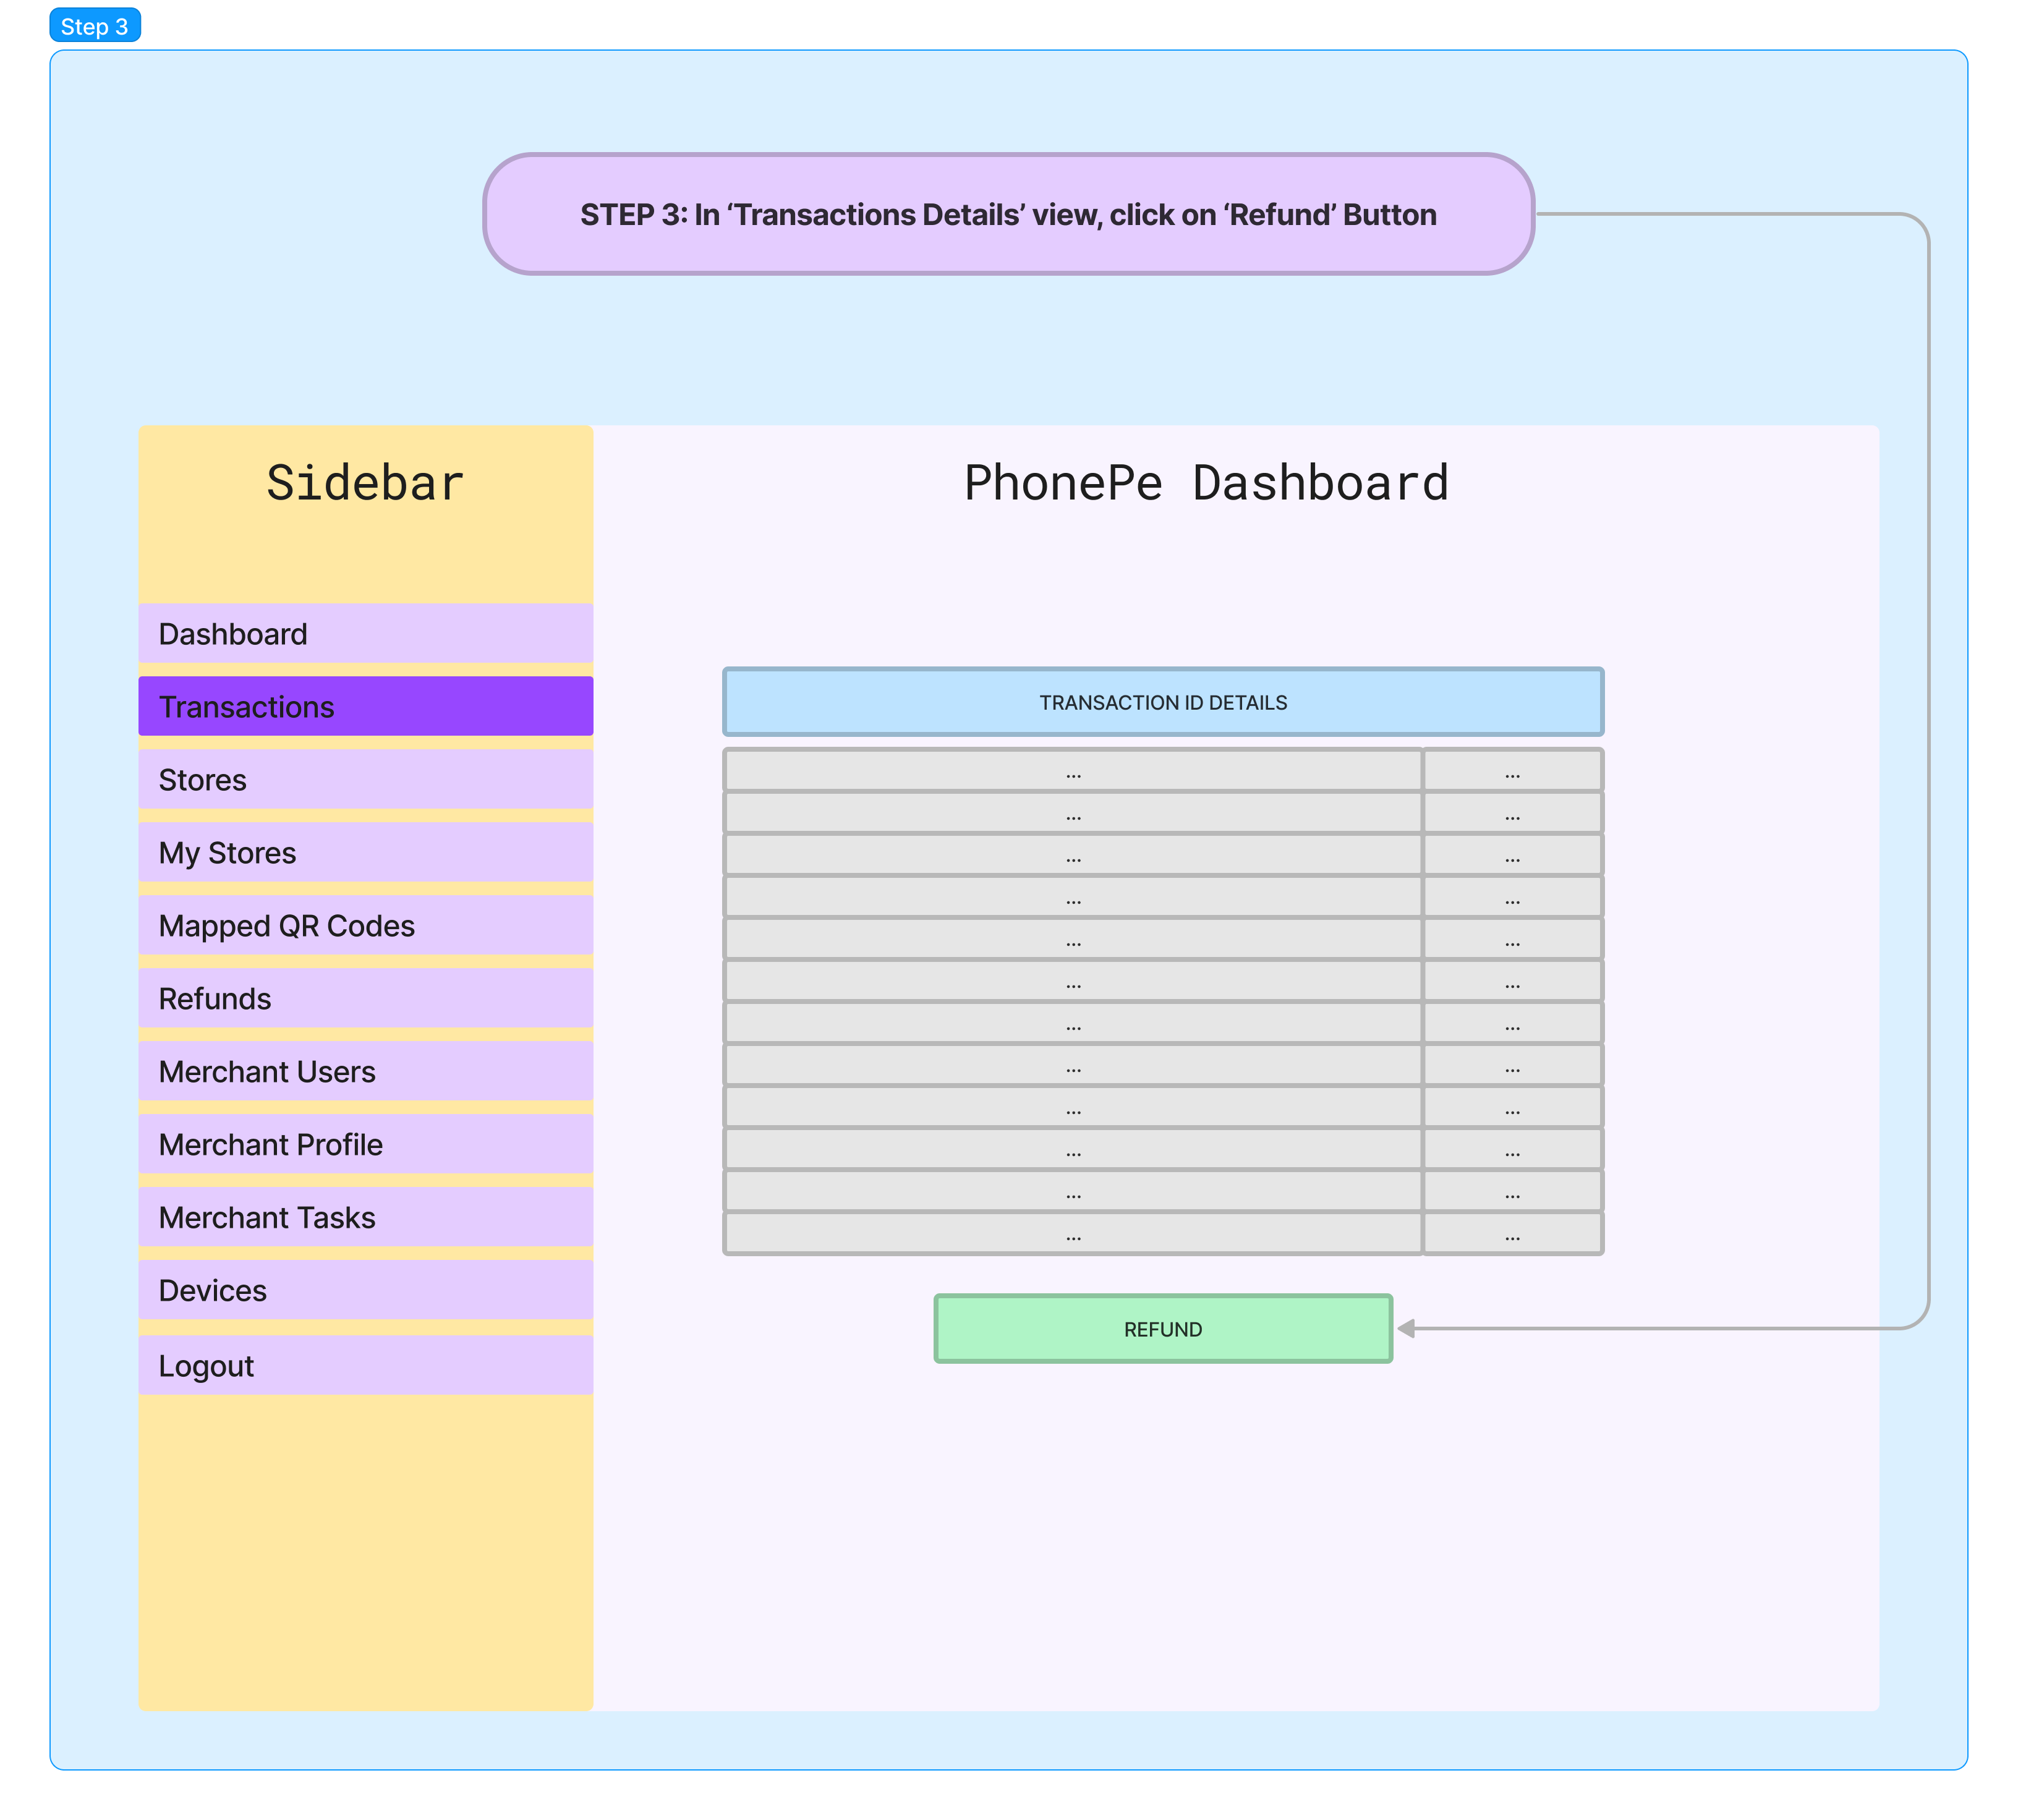 Step 3
STEP 3: In ‘Transactions Details’ view, click on ‘Refund’ Button
Sidebar
Dashboard
Transactions
Stores
My Stores
Mapped QR Codes
Refunds
Merchant Users
Merchant Profile
Merchant Tasks
Devices
Logout
PhonePe Dashboard
TRANSACTION ID DETAILS
... ...
... ...
... ...
... ...
... ...
... ...
... ...
... ...
... ...
... ...
... ...
... ...
REFUND